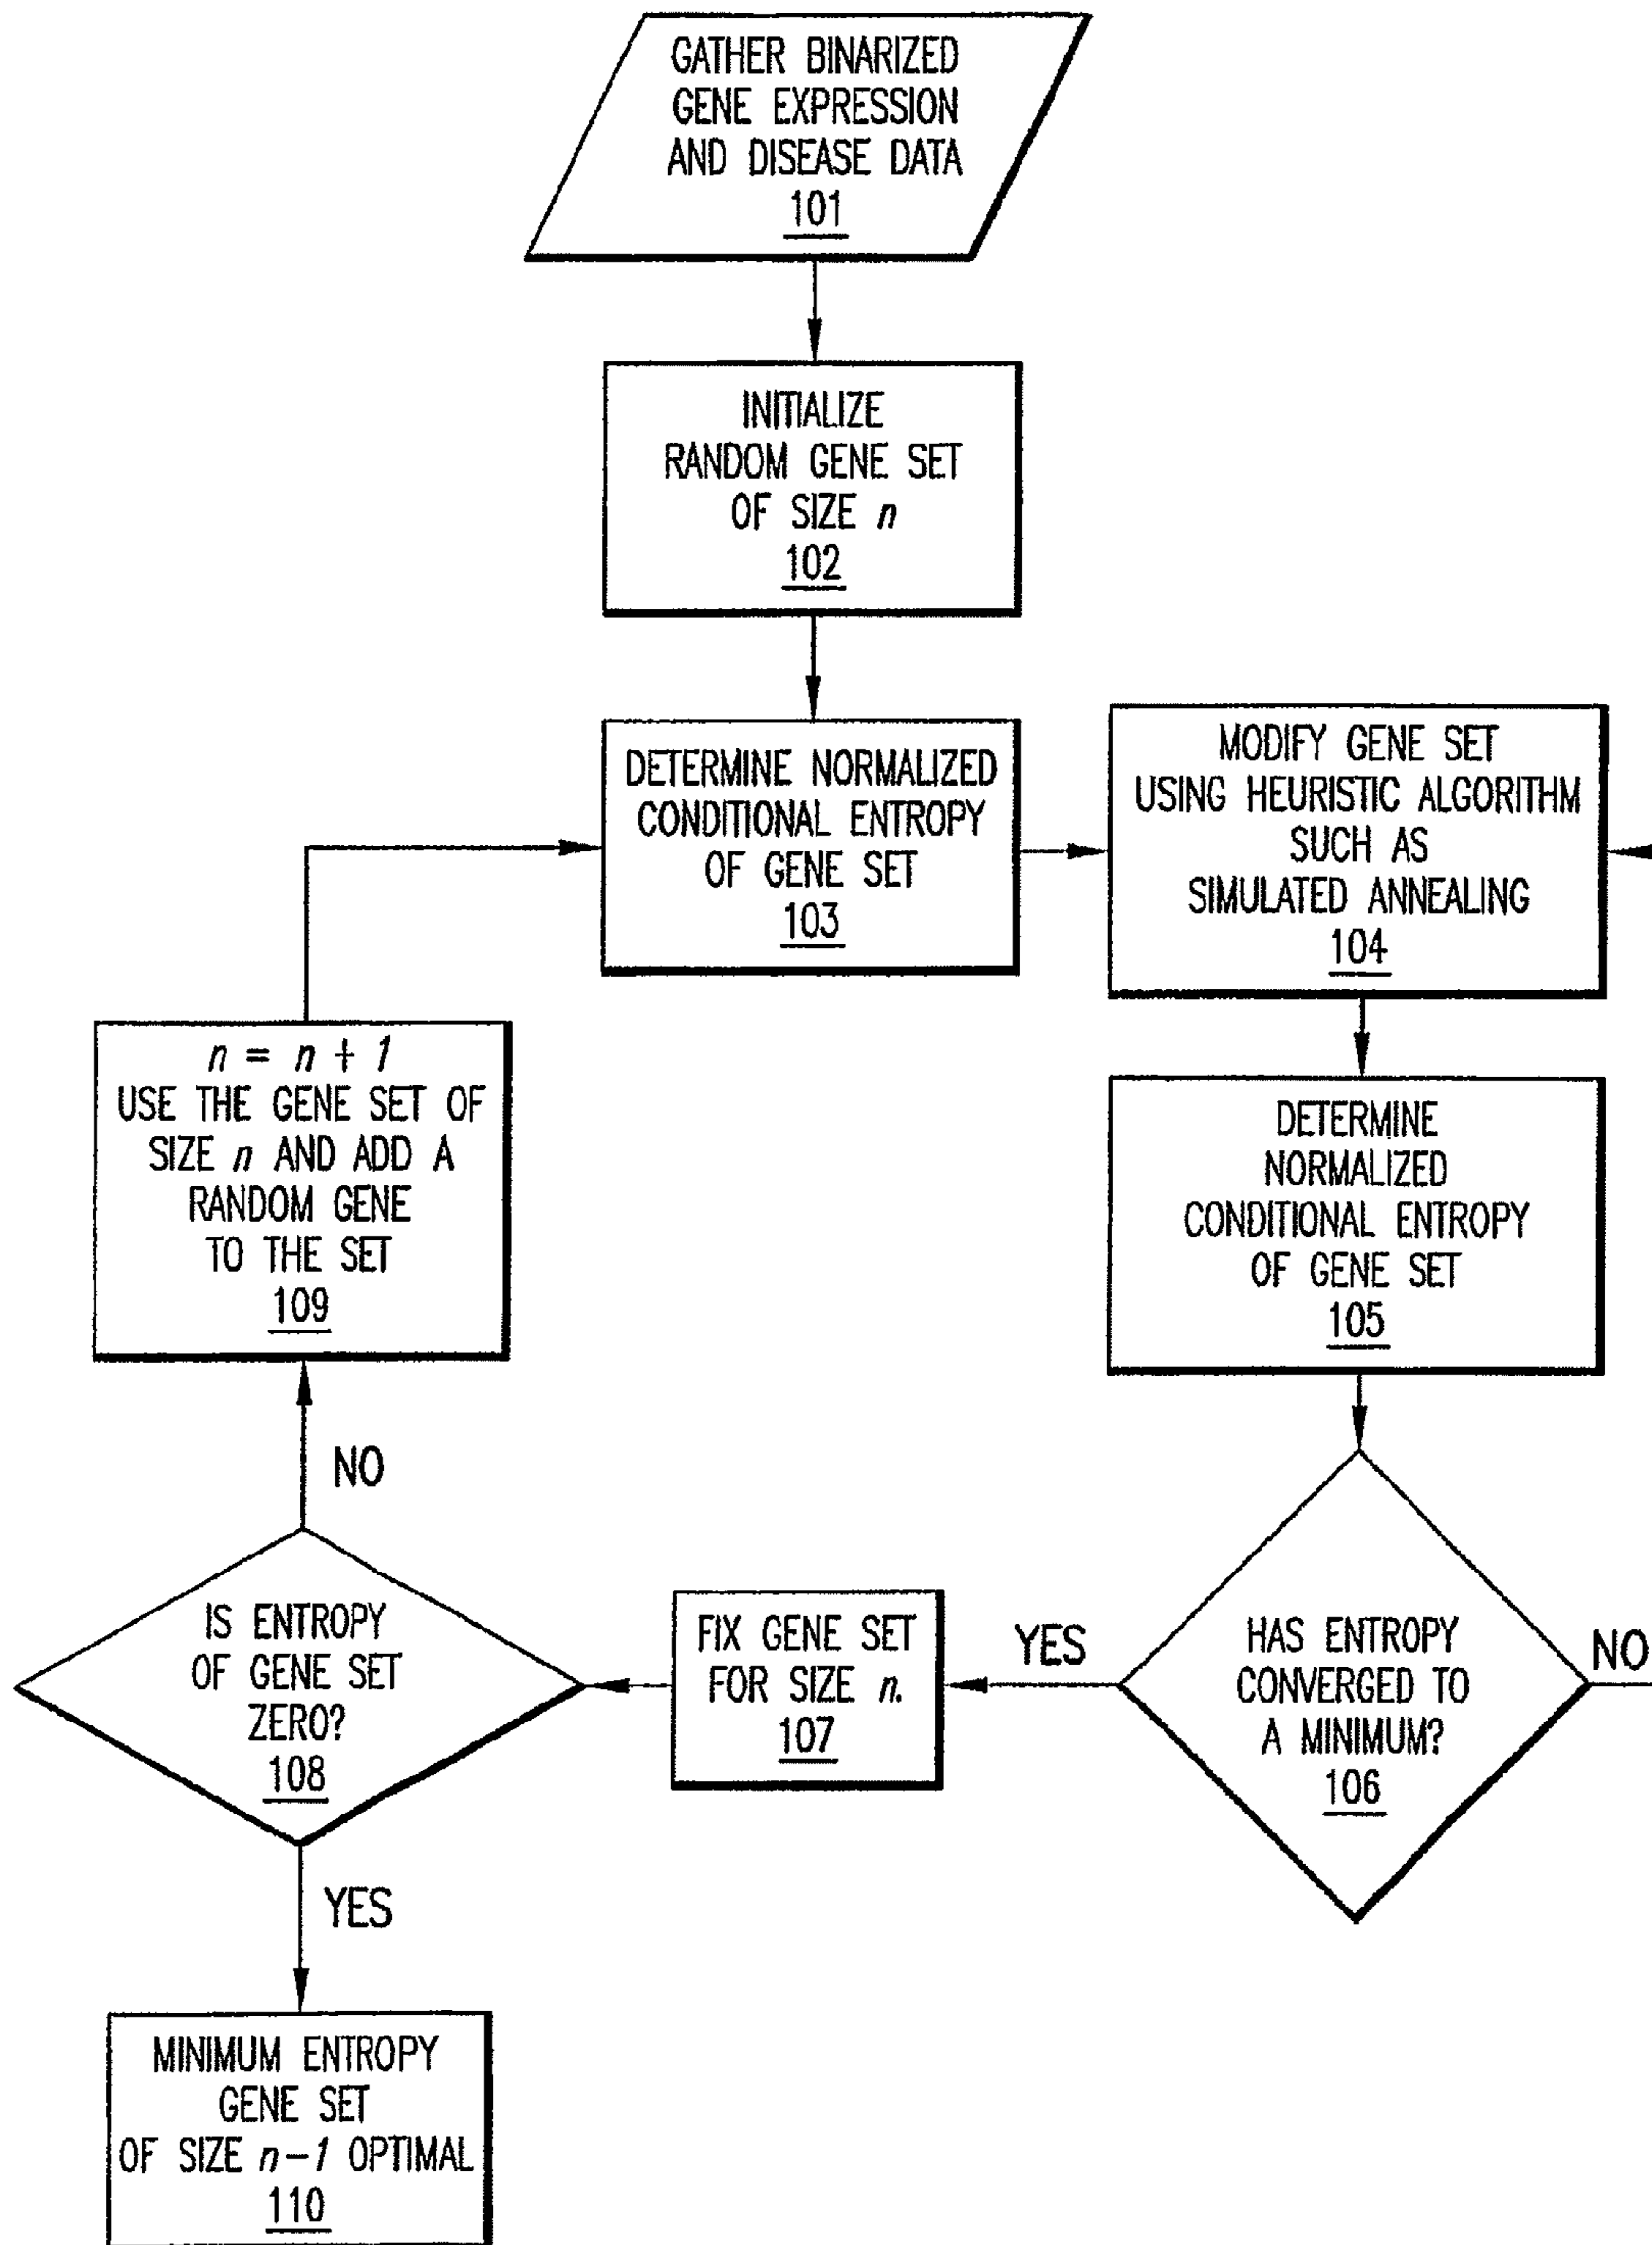 GATHER BINARIZED
GENE EXPRESSION
AND DISEASE DATA
101
INITIALIZE
RANDOM GENE SET
OF SIZE n
102
DETERMINE NORMALIZED
CONDITIONAL ENTROPY
OF GENE SET
103
MODIFY GENE SET
USING HEURISTIC ALGORITHM
SUCH AS
SIMULATED ANNEALING
104
DETERMINE
NORMALIZED
CONDITIONAL ENTROPY
OF GENE SET
105
HAS ENTROPY
CONVERGED TO
A MINIMUM?
106
NO
YES
FIX GENE SET
FOR SIZE n.
107
IS ENTROPY
OF GENE SET
ZERO?
108
NO
n = n + 1
USE THE GENE SET OF
SIZE n AND ADD A
RANDOM GENE
TO THE SET
109
YES
MINIMUM ENTROPY
GENE SET
OF SIZE n-1 OPTIMAL
110